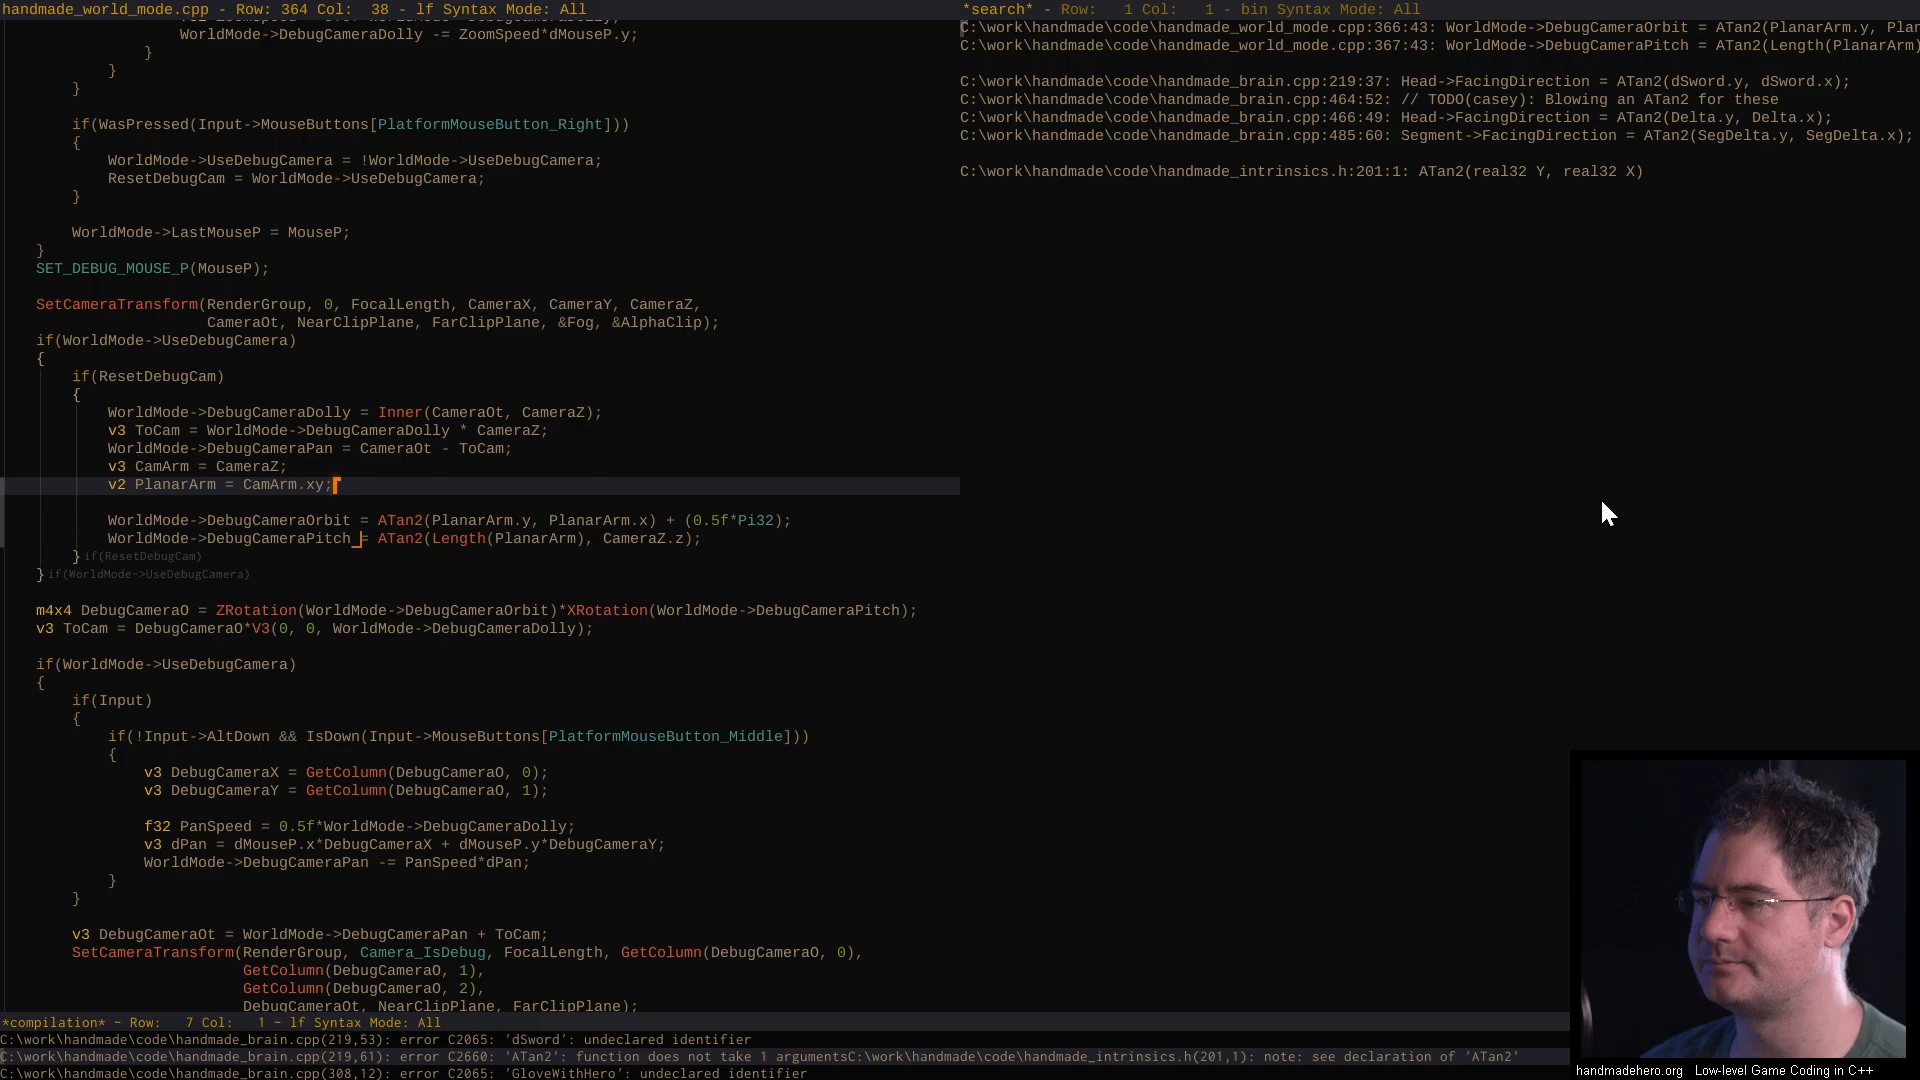 handmade_world_mode.cpp - Row: 364 Col:  38 - lf Syntax Mode: All
WorldMode->DebugCameraDolly -= ZoomSpeed*dMouseP.y;
}
}
}
if(WasPressed(Input->MouseButtons[PlatformMouseButton_Right]))
{
WorldMode->UseDebugCamera = !WorldMode->UseDebugCamera;
ResetDebugCam = WorldMode->UseDebugCamera;
}
WorldMode->LastMouseP = MouseP;
}
SET_DEBUG_MOUSE_P(MouseP);
SetCameraTransform(RenderGroup, 0, FocalLength, CameraX, CameraY, CameraZ,
CameraOt, NearClipPlane, FarClipPlane, &Fog, &AlphaClip);
if(WorldMode->UseDebugCamera)
{
if(ResetDebugCam)
{
WorldMode->DebugCameraDolly = Inner(CameraOt, CameraZ);
v3 ToCam = WorldMode->DebugCameraDolly * CameraZ;
WorldMode->DebugCameraPan = CameraOt - ToCam;
v3 CamArm = CameraZ;
v2 PlanarArm = CamArm.xy;
WorldMode->DebugCameraOrbit = ATan2(PlanarArm.y, PlanarArm.x) + (0.5f*Pi32);
WorldMode->DebugCameraPitch = ATan2(Length(PlanarArm), CameraZ.z);
} if(ResetDebugCam)
} if(WorldMode->UseDebugCamera)
m4x4 DebugCameraO = ZRotation(WorldMode->DebugCameraOrbit)*XRotation(WorldMode->DebugCameraPitch);
v3 ToCam = DebugCameraO*V3(0, 0, WorldMode->DebugCameraDolly);
if(WorldMode->UseDebugCamera)
{
if(Input)
{
if(!Input->AltDown && IsDown(Input->MouseButtons[PlatformMouseButton_Middle]))
{
v3 DebugCameraX = GetColumn(DebugCameraO, 0);
v3 DebugCameraY = GetColumn(DebugCameraO, 1);
f32 PanSpeed = 0.5f*WorldMode->DebugCameraDolly;
v3 dPan = dMouseP.x*DebugCameraX + dMouseP.y*DebugCameraY;
WorldMode->DebugCameraPan -= PanSpeed*dPan;
}
}
v3 DebugCameraOt = WorldMode->DebugCameraPan + ToCam;
SetCameraTransform(RenderGroup, Camera_IsDebug, FocalLength, GetColumn(DebugCameraO, 0),
GetColumn(DebugCameraO, 1),
GetColumn(DebugCameraO, 2),
DebugCameraOt, NearClipPlane, FarClipPlane);
*search* - Row:   1 Col:   1 - bin Syntax Mode: All
C:\work\handmade\code\handmade_world_mode.cpp:366:43: WorldMode->DebugCameraOrbit = ATan2(PlanarArm.y, Plan
C:\work\handmade\code\handmade_world_mode.cpp:367:43: WorldMode->DebugCameraPitch = ATan2(Length(PlanarArm)
C:\work\handmade\code\handmade_brain.cpp:219:37: Head->FacingDirection = ATan2(dSword.y, dSword.x);
C:\work\handmade\code\handmade_brain.cpp:464:52: // TODO(casey): Blowing an ATan2 for these
C:\work\handmade\code\handmade_brain.cpp:466:49: Head->FacingDirection = ATan2(Delta.y, Delta.x);
C:\work\handmade\code\handmade_brain.cpp:485:60: Segment->FacingDirection = ATan2(SegDelta.y, SegDelta.x);
C:\work\handmade\code\handmade_intrinsics.h:201:1: ATan2(real32 Y, real32 X)
*compilation* - Row:   7 Col:   1 - lf Syntax Mode: All
C:\work\handmade\code\handmade_brain.cpp(219,53): error C2065: 'dSword': undeclared identifier
C:\work\handmade\code\handmade_brain.cpp(219,61): error C2660: 'ATan2': function does not take 1 argumentsC:\work\handmade\code\handmade_intrinsics.h(201,1): note: see declaration of 'ATan2'
C:\work\handmade\code\handmade_brain.cpp(308,12): error C2065: 'GloveWithHero': undeclared identifier
handmadehero.org   Low-level Game Coding in C++